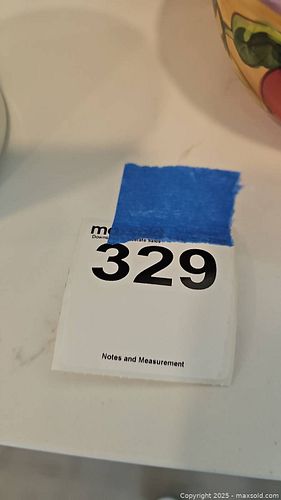 329
Notes and Measurement
Copyright 2025 - maxsold.com